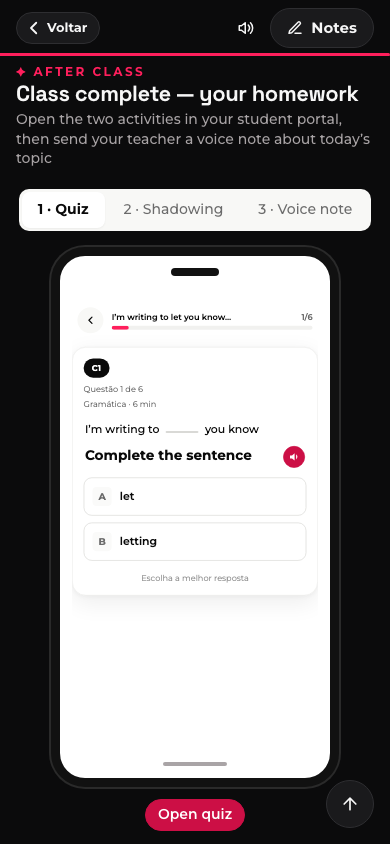 Voltar
Notes
AFTER CLASS
Class complete — your homework
Open the two activities in your student portal,
then send your teacher a voice note about today's
topic
1 · Quiz 2 · Shadowing 3 · Voice note
I'm writing to let you know... 1/6
C1
Questão 1 de 6
Gramática · 6 min
I'm writing to _____ you know
Complete the sentence
A let
B letting
Escolha a melhor resposta
Open quiz